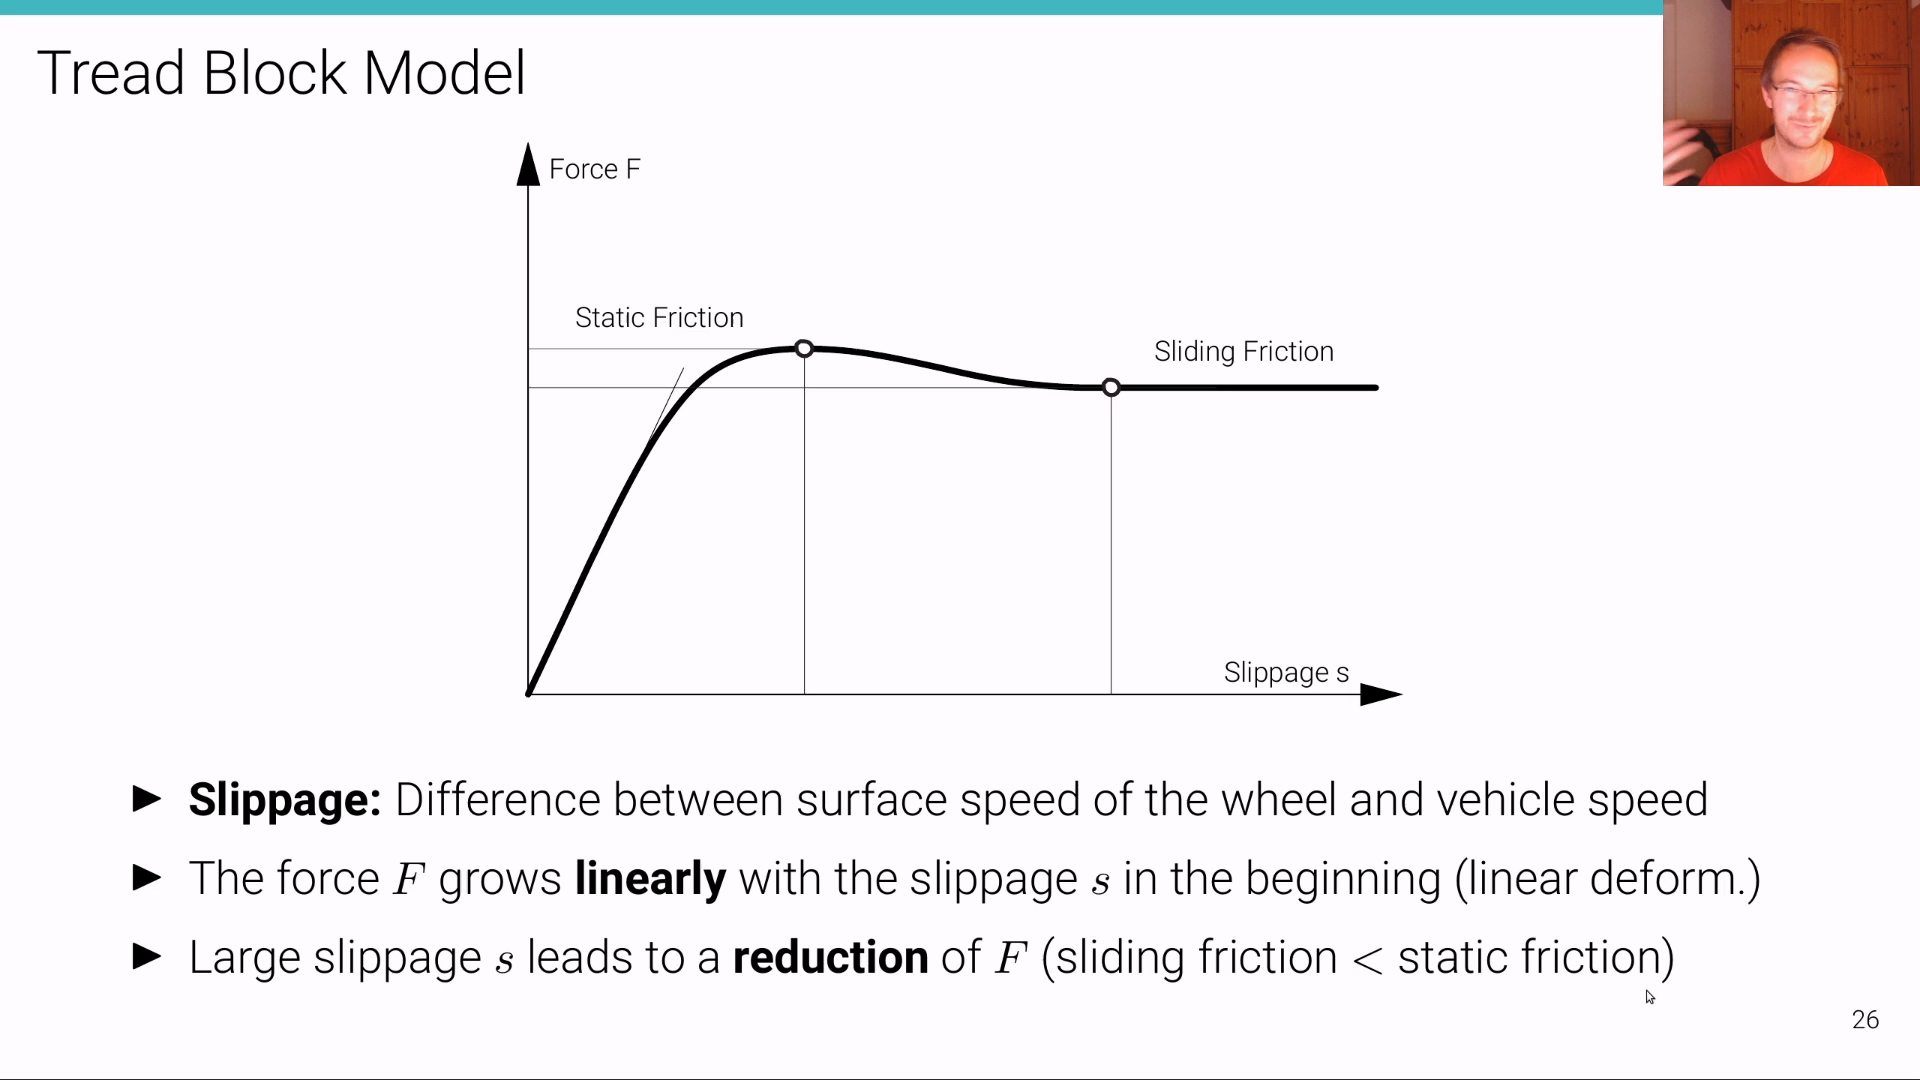 Tread Block Model
Force F
Static Friction
Sliding Friction
Slippage s
Slippage: Difference between surface speed of the wheel and vehicle speed
The force F grows linearly with the slippage s in the beginning (linear deform.)
Large slippage s leads to a reduction of F (sliding friction < static friction)
26